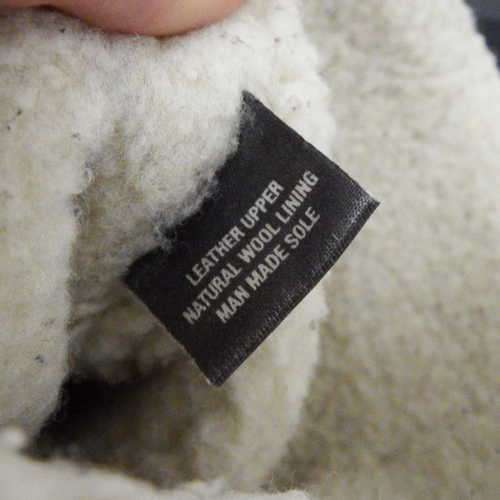 LEATHER UPPER
NATURAL WOOL LINING
MAN MADE SOLE